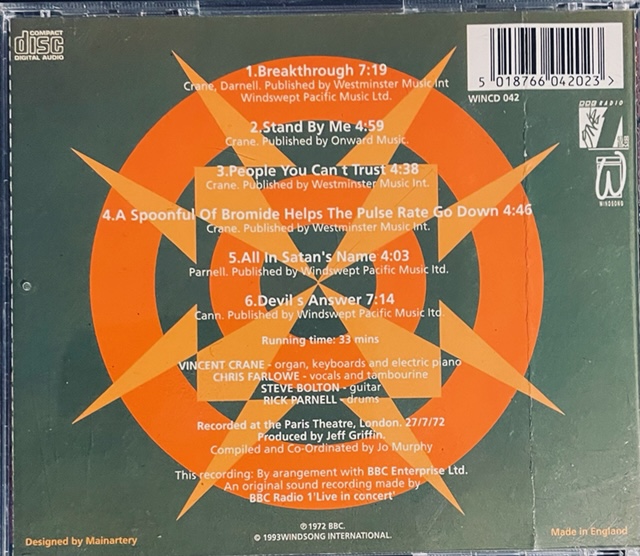 COMPACT
disc
DIGITAL AUDIO
5 018766 042023 >
WINCD 042
BBC RADIO
ONE
WINDSONG
1.Breakthrough 7:19
Crane, Darnell. Published by Westminster Music Int
Windswept Pacific Music Ltd.
2.Stand By Me 4:59
Crane. Published by Onward Music.
3.People You Can't Trust 4:38
Crane. Published by Westminster Music Int.
4.A Spoonful Of Bromide Helps The Pulse Rate Go Down 4:46
Crane. Published by Westminster Music Int.
5.All In Satan's Name 4:03
Parnell. Published by Windswept Pacific Music ltd.
6.Devil s Answer 7:14
Cann. Published by Windswept Pacific Music ltd.
Running time: 33 mins
VINCENT CRANE - organ, keyboards and electric piano
CHRIS FARLOWE - vocals and tambourine
STEVE BOLTON - guitar
RICK PARNELL - drums
Recorded at the Paris Theatre, London. 27/7/72
Produced by Jeff Griffin.
Compiled and Co-Ordinated by Jo Murphy
This recording: By arangement with BBC Enterprise Ltd.
An original sound recording made by
BBC Radio 1'Live in concert'
℗ 1972 BBC.
© 1993WINDSONG INTERNATIONAL.
Designed by Mainartery
Made in England